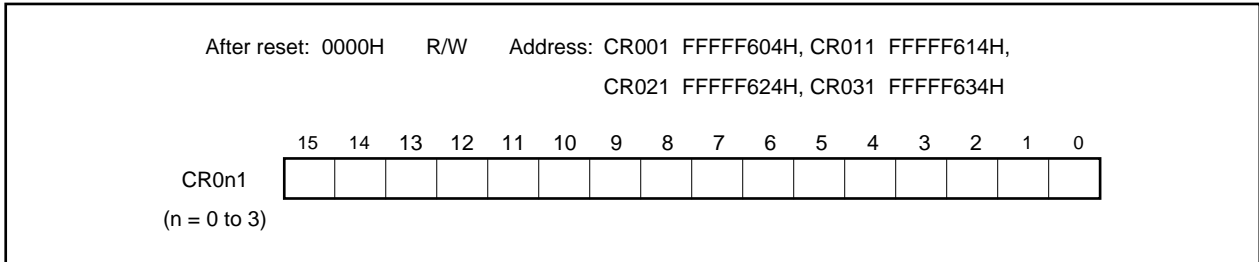 After reset: 0000H R/W Address: CR001 FFFFF604H, CR011 FFFFF614H,
CR021 FFFFF624H, CR031 FFFFF634H
15 14 13 12 11 10 9 8 7 6 5 4 3 2 1 0
CR0n1
(n = 0 to 3)